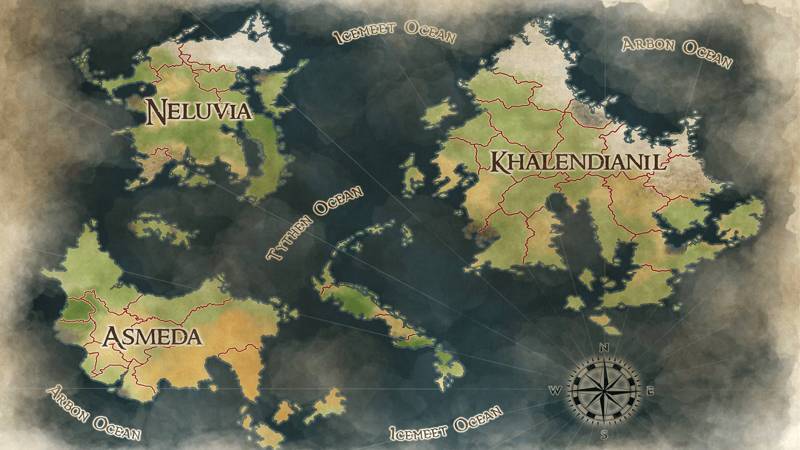 Icemeet Ocean
Arbon Ocean
Neluvia
Khalendianil
Tythen Ocean
Asmeda
N
W
E
S
Arbon Ocean
Icemeet Ocean